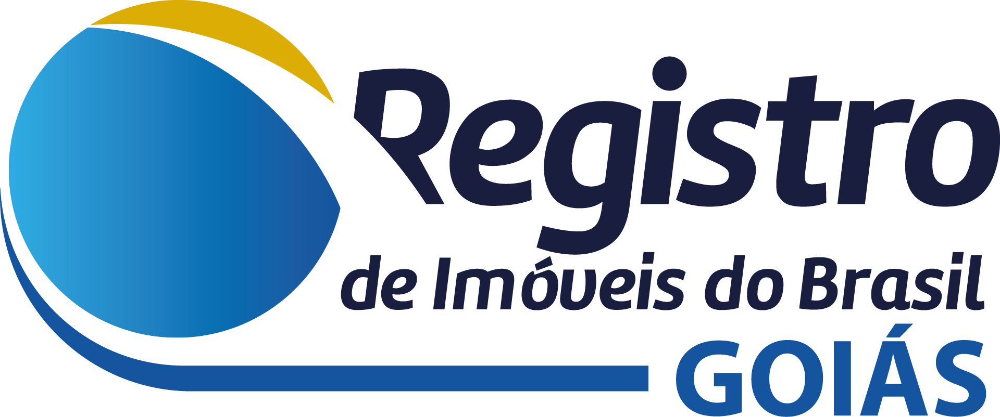 Registro
de Imóveis do Brasil
GOIÁS